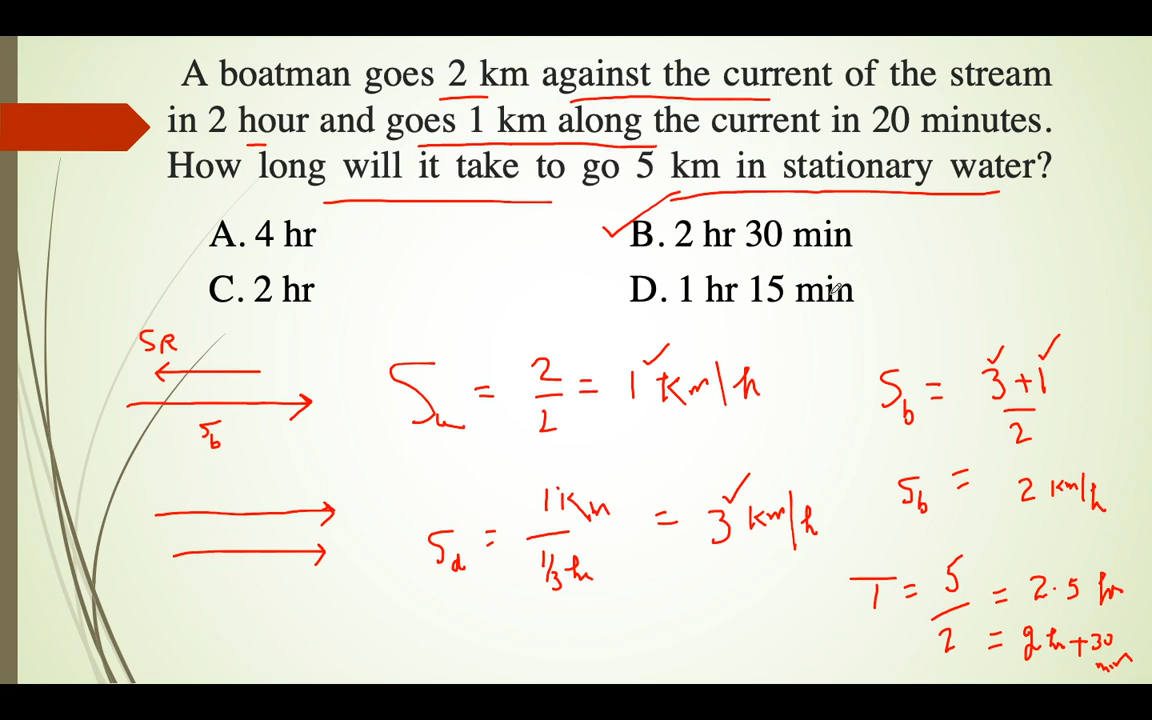 A boatman goes 2 km against the current of the stream
in 2 hour and goes 1 km along the current in 20 minutes.
How long will it take to go 5 km in stationary water?
A. 4 hr B. 2 hr 30 min
C. 2 hr D. 1 hr 15 min
SR
Sb
Su = 2/2 = 1 Km/h
Sd = 1 Km / 1/3 hr = 3 Km/h
Sb = 3+1 / 2
Sb = 2 Km/h
T = 5/2 = 2.5 hr
= 2 hr + 30 min